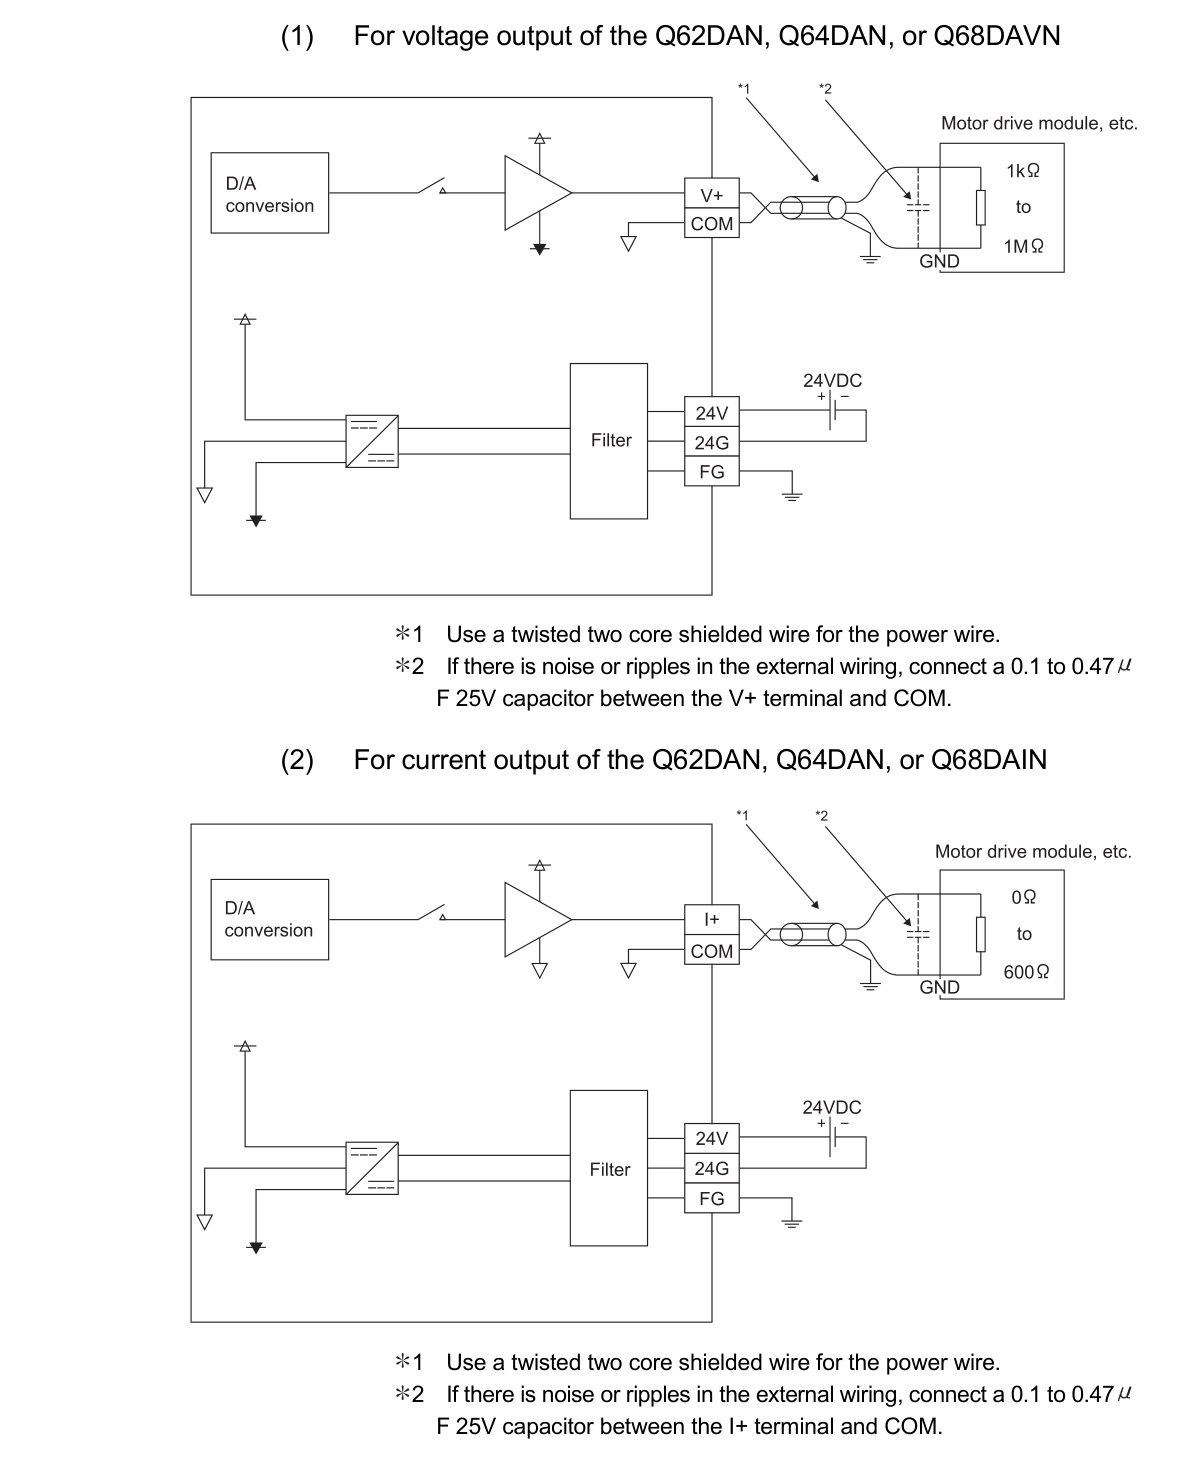 (1) For voltage output of the Q62DAN, Q64DAN, or Q68DAVN
*1 *2
Motor drive module, etc.
D/A
conversion
V+
COM
1kΩ
to
1MΩ
GND
24VDC
+ −
Filter
24V
24G
FG
＊1 Use a twisted two core shielded wire for the power wire.
＊2 If there is noise or ripples in the external wiring, connect a 0.1 to 0.47μ
F 25V capacitor between the V+ terminal and COM.
(2) For current output of the Q62DAN, Q64DAN, or Q68DAIN
*1 *2
Motor drive module, etc.
D/A
conversion
I+
COM
0Ω
to
600Ω
GND
24VDC
+ −
Filter
24V
24G
FG
＊1 Use a twisted two core shielded wire for the power wire.
＊2 If there is noise or ripples in the external wiring, connect a 0.1 to 0.47μ
F 25V capacitor between the I+ terminal and COM.